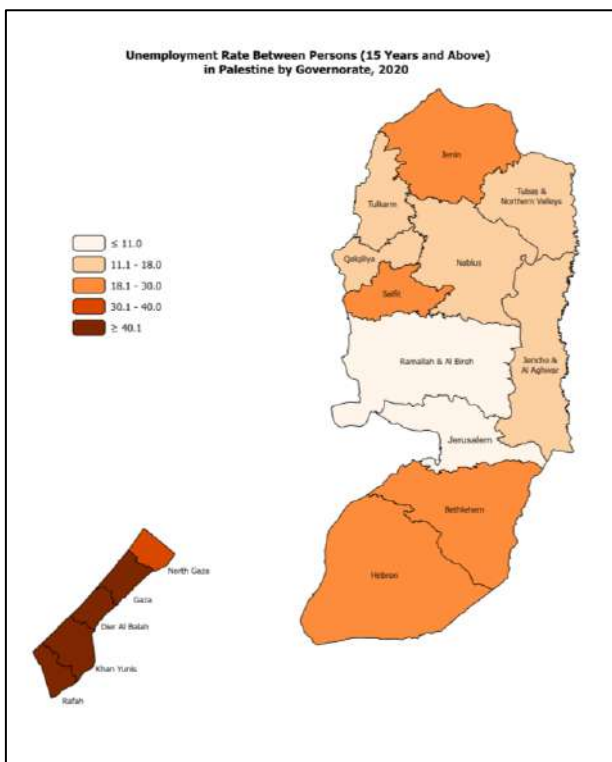 Unemployment Rate Between Persons (15 Years and Above)
in Palestine by Governorate, 2020
Jenin
Tubas &
Northern Valleys
Tulkarm
Qalqiliya
Nablus
≤ 11.0
11.1 - 18.0
18.1 - 30.0
30.1 - 40.0
≥ 40.1
Salfit
Ramallah & Al Bireh
Jericho &
Al Aghwar
Jerusalem
Bethlehem
Hebron
North Gaza
Gaza
Dier Al Balah
Khan Yunis
Rafah